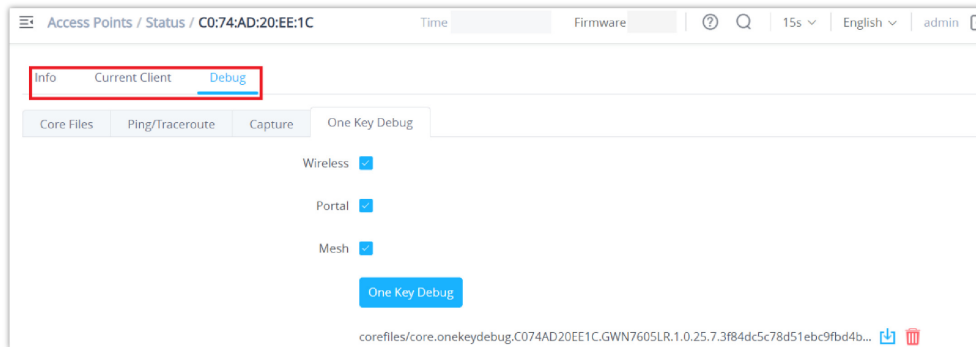 Access Points / Status / C0:74:AD:20:EE:1C Time Firmware 15s English admin
Info Current Client Debug
Core Files Ping/Traceroute Capture One Key Debug
Wireless
Portal
Mesh
One Key Debug
corefiles/core.onekeydebug.C074AD20EE1C.GWN7605LR.1.0.25.7.3f84dc5c78d51ebc9fbd4b...